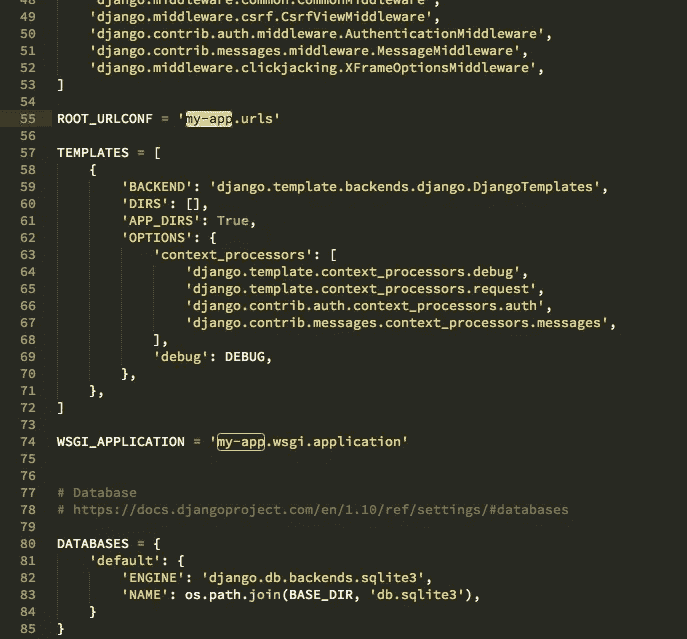 48     'django.middleware.common.CommonMiddleware',
49     'django.middleware.csrf.CsrfViewMiddleware',
50     'django.contrib.auth.middleware.AuthenticationMiddleware',
51     'django.contrib.messages.middleware.MessageMiddleware',
52     'django.middleware.clickjacking.XFrameOptionsMiddleware',
53 ]
54
55 ROOT_URLCONF = 'my-app.urls'
56
57 TEMPLATES = [
58     {
59         'BACKEND': 'django.template.backends.django.DjangoTemplates',
60         'DIRS': [],
61         'APP_DIRS': True,
62         'OPTIONS': {
63             'context_processors': [
64                 'django.template.context_processors.debug',
65                 'django.template.context_processors.request',
66                 'django.contrib.auth.context_processors.auth',
67                 'django.contrib.messages.context_processors.messages',
68             ],
69             'debug': DEBUG,
70         },
71     },
72 ]
73
74 WSGI_APPLICATION = 'my-app.wsgi.application'
75
76
77 # Database
78 # https://docs.djangoproject.com/en/1.10/ref/settings/#databases
79
80 DATABASES = {
81     'default': {
82         'ENGINE': 'django.db.backends.sqlite3',
83         'NAME': os.path.join(BASE_DIR, 'db.sqlite3'),
84     }
85 }